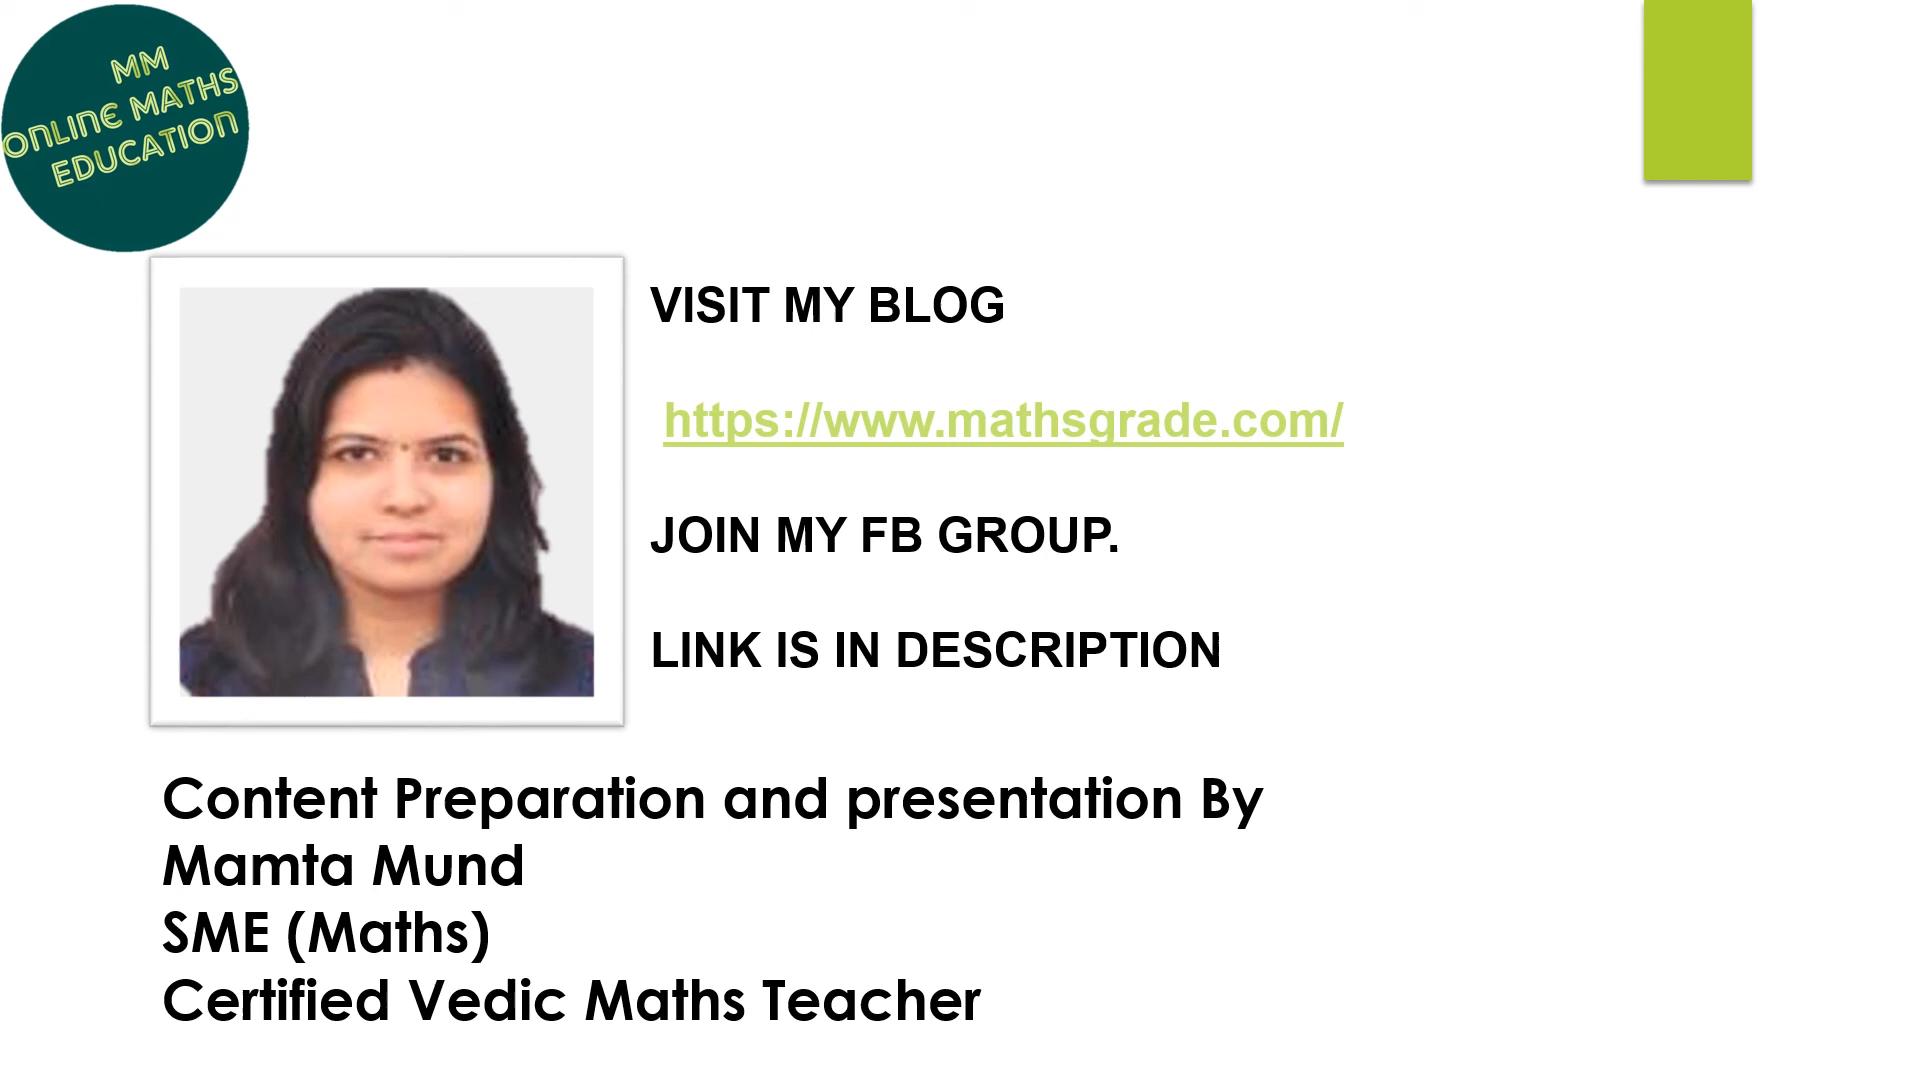 MM
ONLINE MATHS
EDUCATION
VISIT MY BLOG
https://www.mathsgrade.com/
JOIN MY FB GROUP.
LINK IS IN DESCRIPTION
Content Preparation and presentation By
Mamta Mund
SME (Maths)
Certified Vedic Maths Teacher